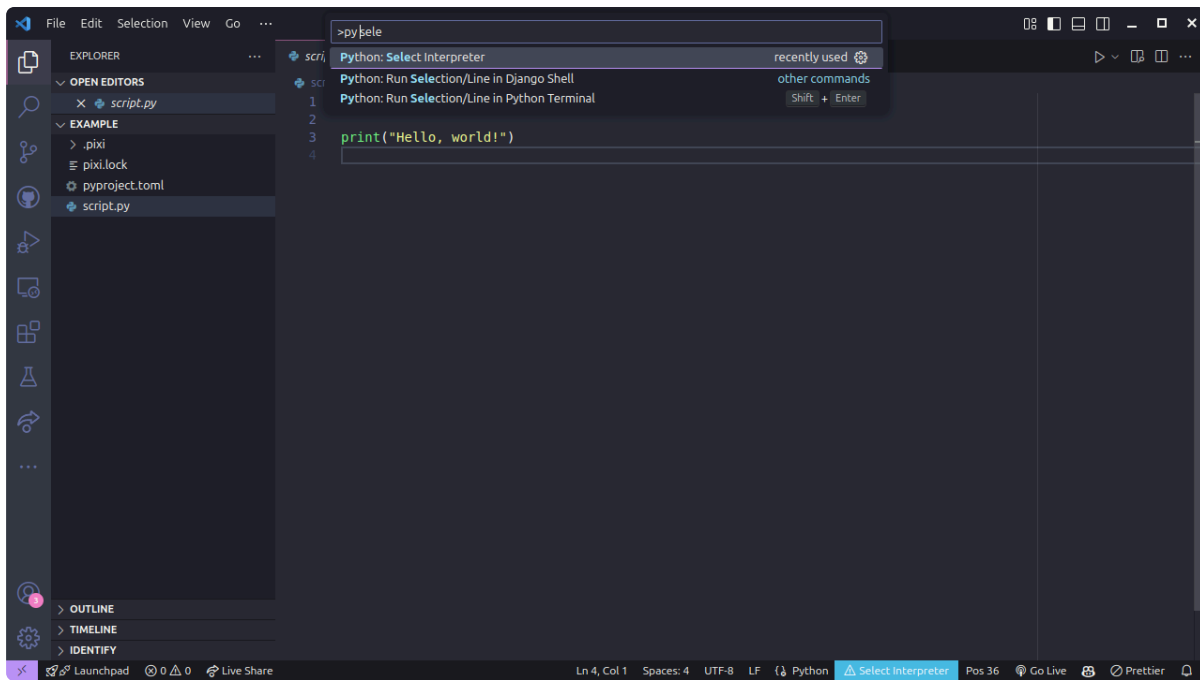 File Edit Selection View Go ...
>py sele
Python: Select Interpreter recently used
Python: Run Selection/Line in Django Shell other commands
Python: Run Selection/Line in Python Terminal Shift + Enter
EXPLORER ...
OPEN EDITORS
script.py
EXAMPLE
.pixi
pixi.lock
pyproject.toml
script.py
OUTLINE
TIMELINE
IDENTIFY
scri
scr
1
2
3 print("Hello, world!")
4
3
Launchpad 0 0 Live Share
Ln 4, Col 1 Spaces: 4 UTF-8 LF Python Select Interpreter Pos 36 Go Live Prettier